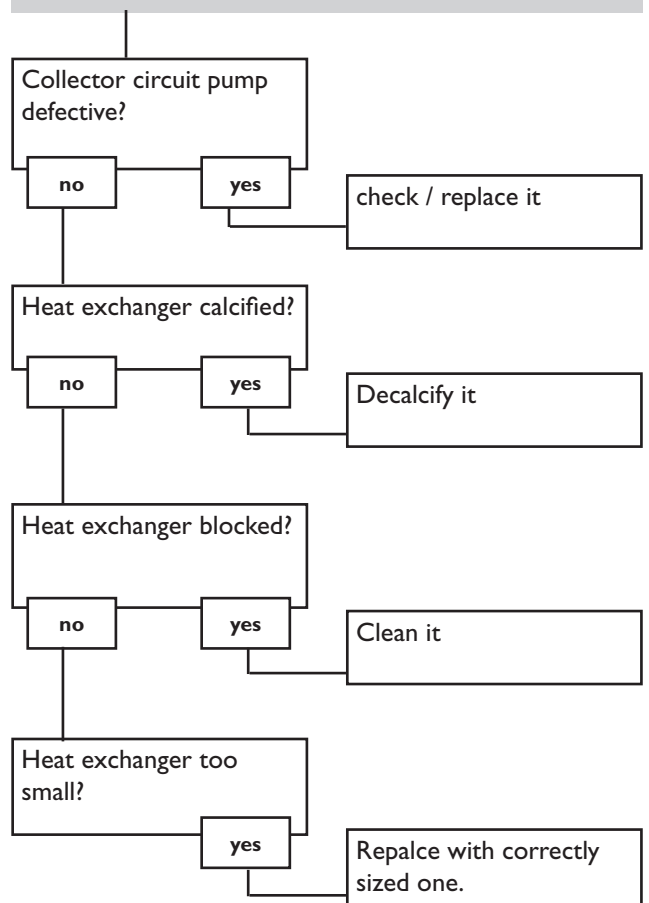 Collector circuit pump
defective?
no
yes
check / replace it
Heat exchanger calcified?
no
yes
Decalcify it
Heat exchanger blocked?
no
yes
Clean it
Heat exchanger too
small?
yes
Repalce with correctly
sized one.